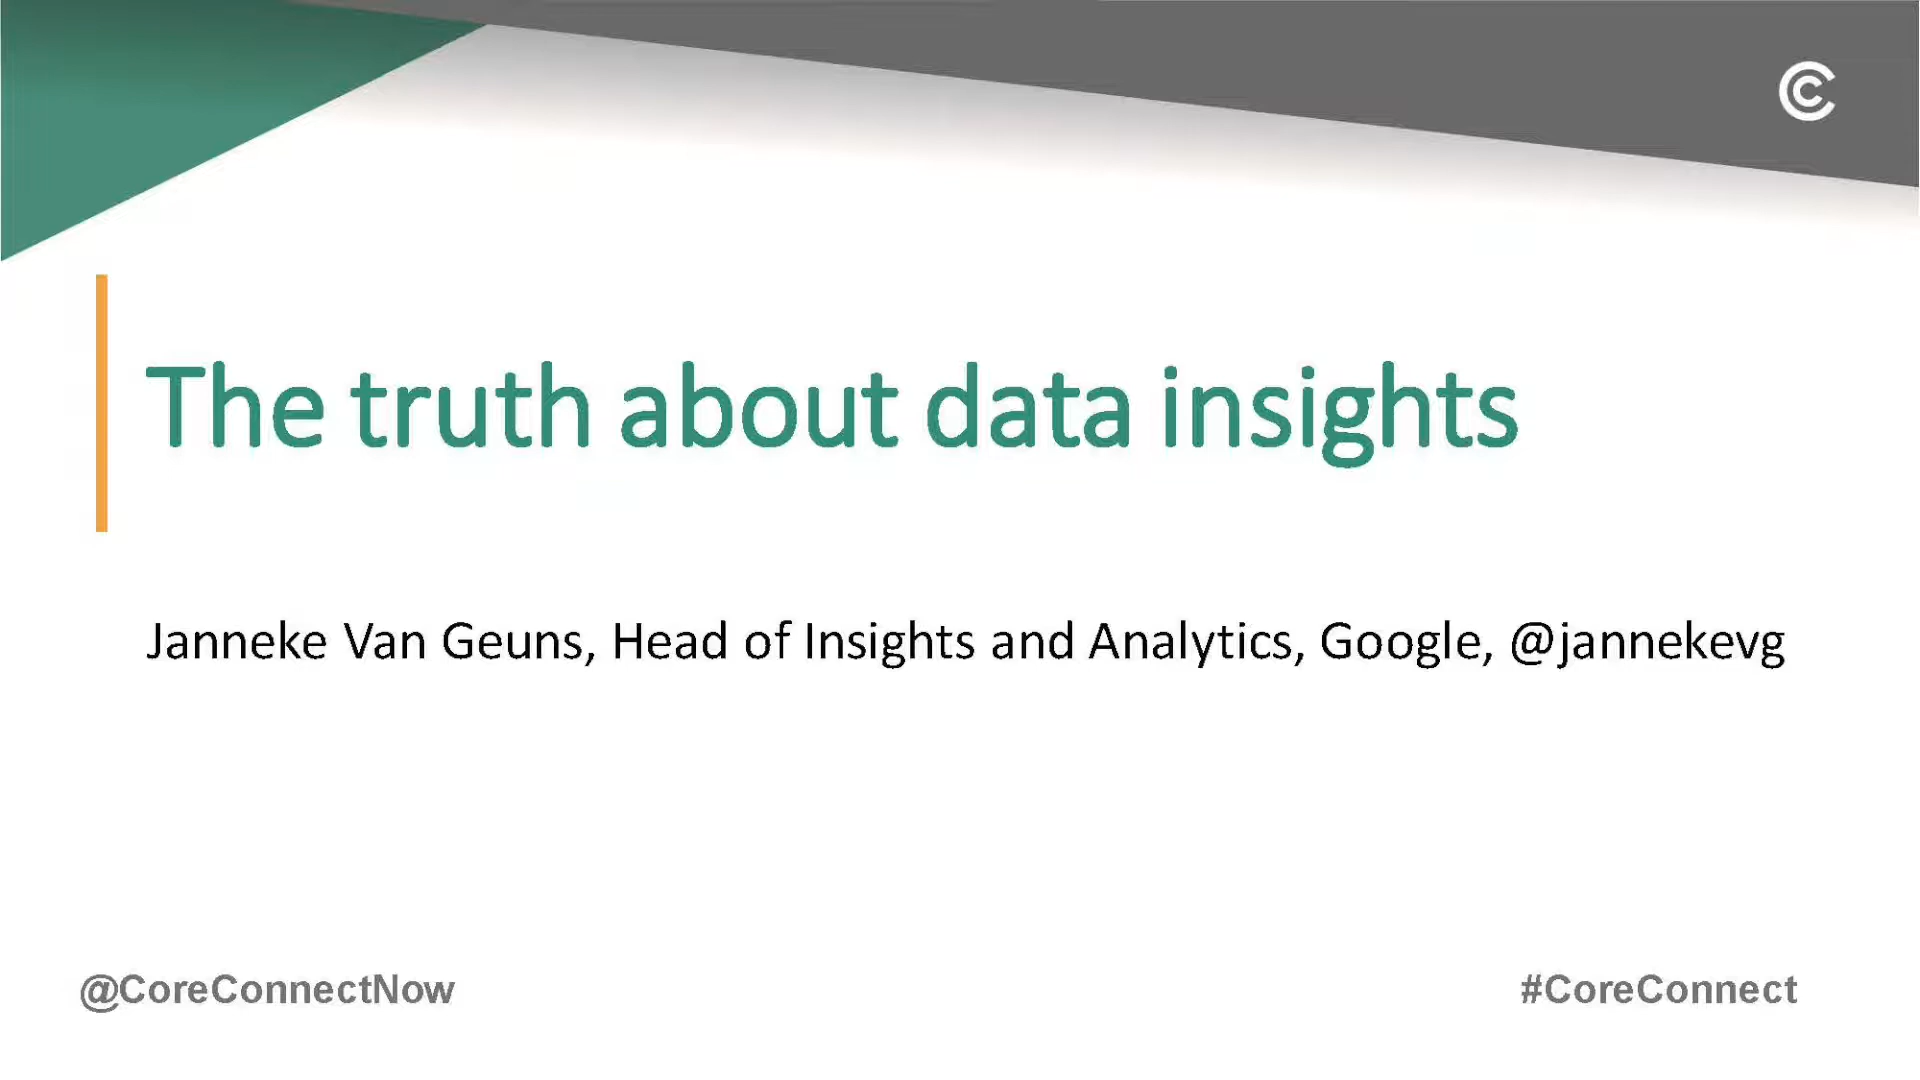 The truth about data insights
Janneke Van Geuns, Head of Insights and Analytics, Google, @jannekevg
@CoreConnectNow
#CoreConnect